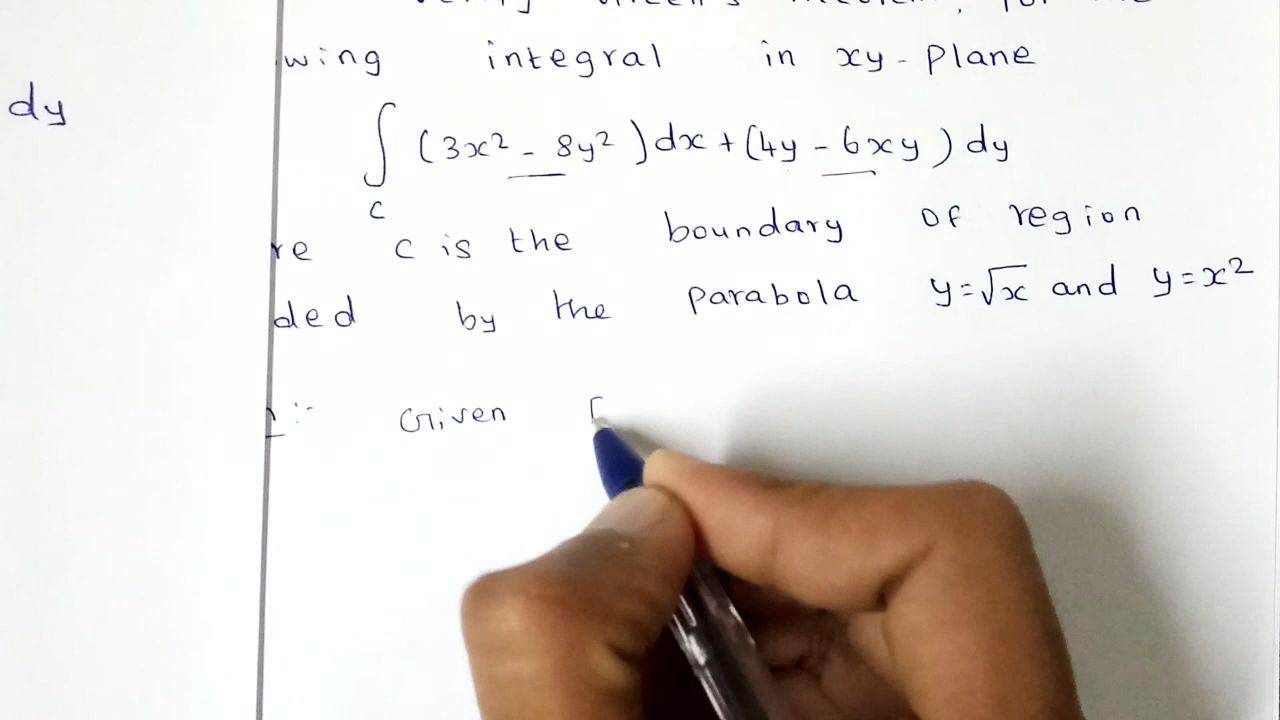 wing integral in xy-plane
dy
∫ (3x² - 8y²)dx+(4y - 6xy)dy
C
re C is the boundary of region
ded by the parabola y=√x and y=x²
Given